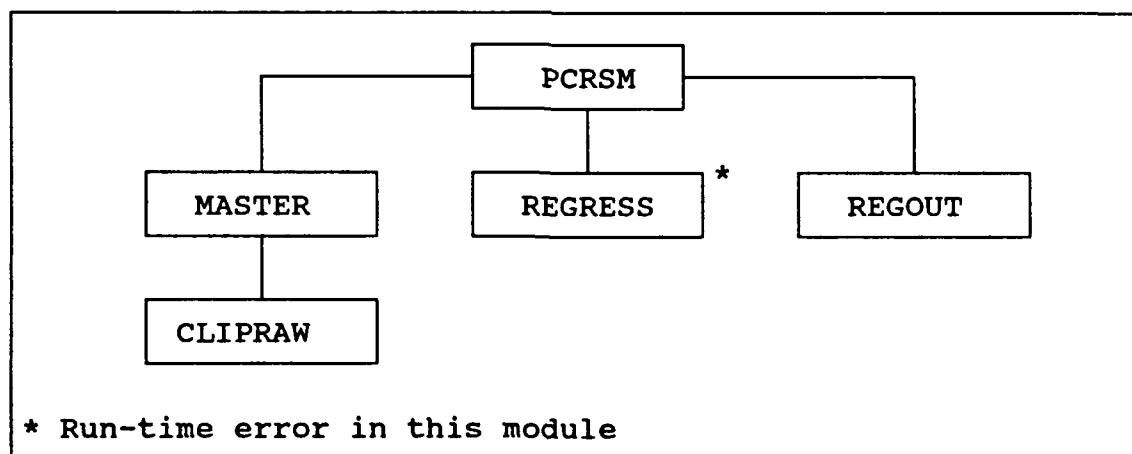 PCRSM
MASTER
REGRESS
*
REGOUT
CLIPRAW
* Run-time error in this module